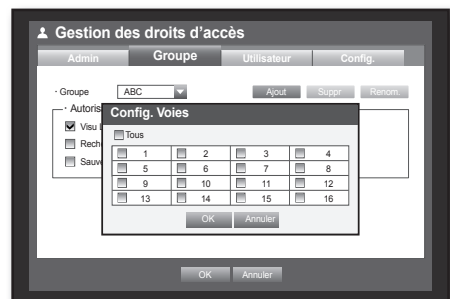 Gestion des droits d'accès
Admin Groupe Utilisateur Config.
· Groupe ABC Ajout Suppr Renom.
· Autoris
Visu
Rech
Sauve
Config. Voies
Tous
1 2 3 4
5 6 7 8
9 10 11 12
13 14 15 16
OK Annuler
OK Annuler